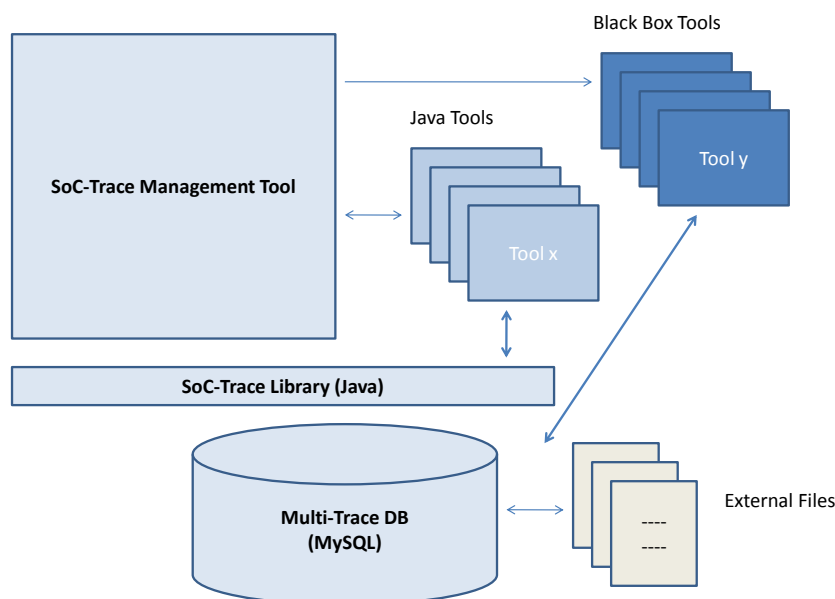 Black Box Tools
Java Tools
Tool y
SoC-Trace Management Tool
Tool x
SoC-Trace Library (Java)
Multi-Trace DB
(MySQL)
External Files
----
----